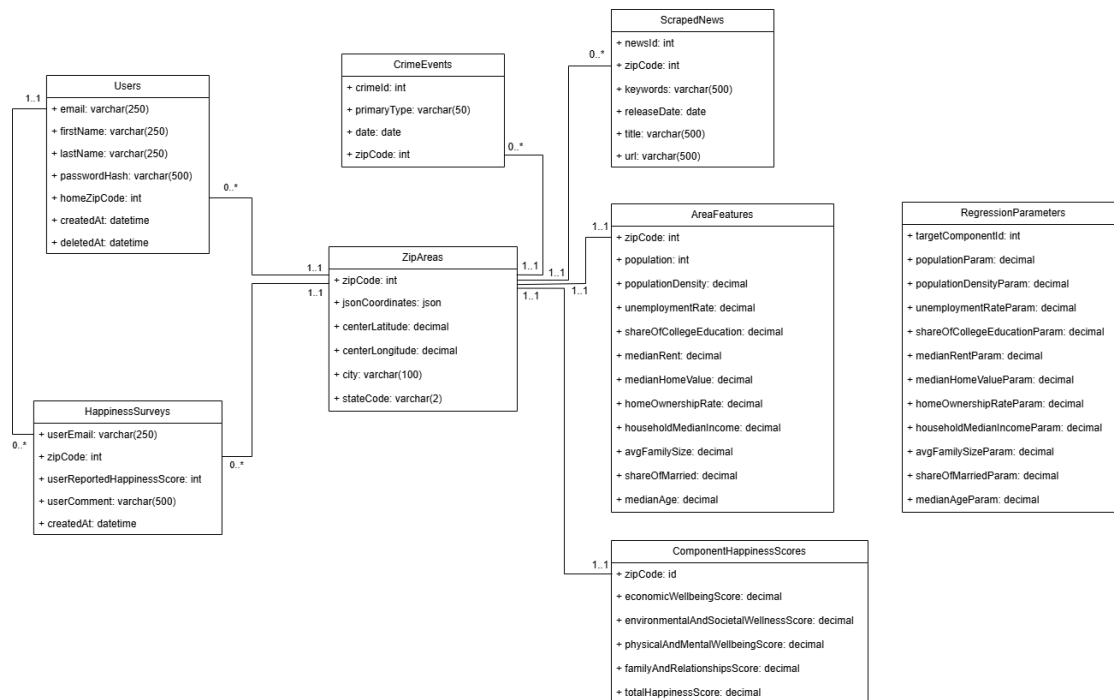 ScrapedNews
+ newsId: int
+ zipCode: int
+ keywords: varchar(500)
+ releaseDate: date
+ title: varchar(500)
+ url: varchar(500)
0..*
CrimeEvents
+ crimeId: int
+ primaryType: varchar(50)
+ date: date
+ zipCode: int
0..*
Users
+ email: varchar(250)
+ firstName: varchar(250)
+ lastName: varchar(250)
+ passwordHash: varchar(500)
+ homeZipCode: int
+ createdAt: datetime
+ deletedAt: datetime
1..1
0..*
ZipAreas
+ zipCode: int
+ jsonCoordinates: json
+ centerLatitude: decimal
+ centerLongitude: decimal
+ city: varchar(100)
+ stateCode: varchar(2)
1..1
1..1
1..1
1..1
1..1
1..1
AreaFeatures
+ zipCode: int
+ population: int
+ populationDensity: decimal
+ unemploymentRate: decimal
+ shareOfCollegeEducation: decimal
+ medianRent: decimal
+ medianHomeValue: decimal
+ homeOwnershipRate: decimal
+ householdMedianIncome: decimal
+ avgFamilySize: decimal
+ shareOfMarried: decimal
+ medianAge: decimal
1..1
RegressionParameters
+ targetComponentId: int
+ populationParam: decimal
+ populationDensityParam: decimal
+ unemploymentRateParam: decimal
+ shareOfCollegeEducationParam: decimal
+ medianRentParam: decimal
+ medianHomeValueParam: decimal
+ homeOwnershipRateParam: decimal
+ householdMedianIncomeParam: decimal
+ avgFamilySizeParam: decimal
+ shareOfMarriedParam: decimal
+ medianAgeParam: decimal
HappinessSurveys
+ userEmail: varchar(250)
+ zipCode: int
+ userReportedHappinessScore: int
+ userComment: varchar(500)
+ createdAt: datetime
0..*
0..*
ComponentHappinessScores
+ zipCode: id
+ economicWellbeingScore: decimal
+ environmentalAndSocietalWellnessScore: decimal
+ physicalAndMentalWellbeingScore: decimal
+ familyAndRelationshipsScore: decimal
+ totalHappinessScore: decimal
1..1